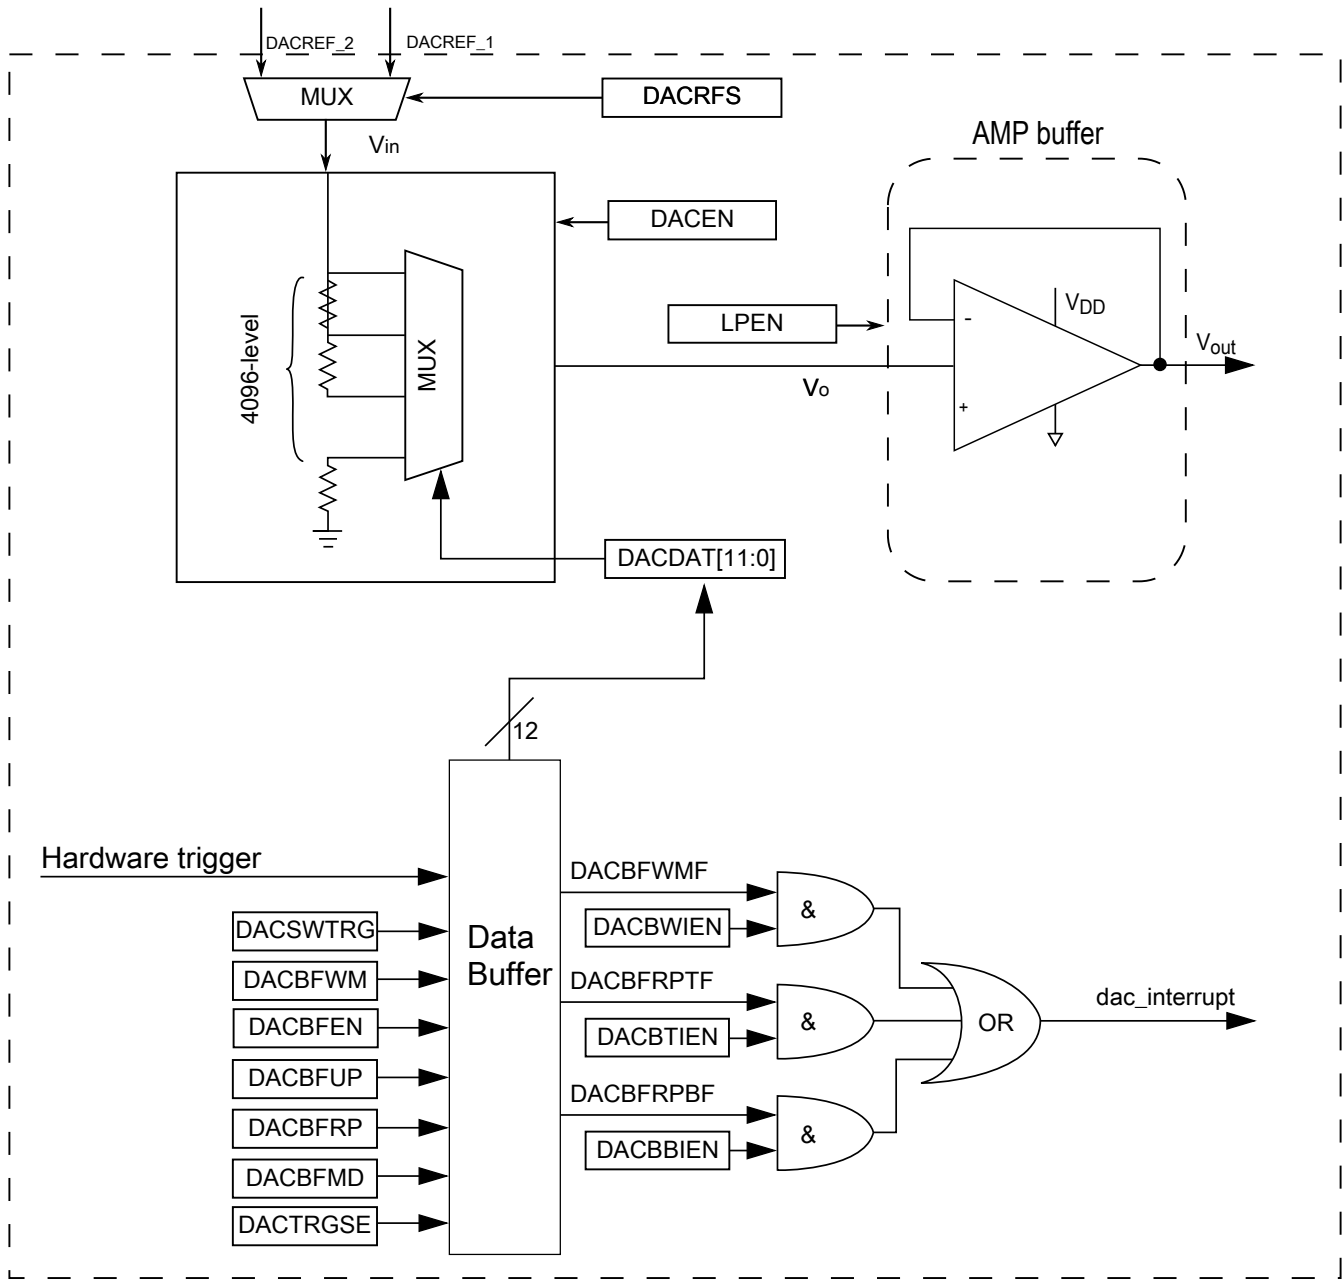 DACREF_2
DACREF_1
MUX
DACRFS
Vin
AMP buffer
DACEN
LPEN
VDD
4096-level
MUX
-
+
Vo
Vout
DACDAT[11:0]
12
Hardware trigger
DACSWTRG
DACBFWM
DACBFEN
DACBFUP
DACBFRP
DACBFMD
DACTRGSE
Data
Buffer
DACBFWMF
DACBWIEN
&
DACBFRPTF
DACBTIEN
&
DACBFRPBF
DACBBIEN
&
OR
dac_interrupt